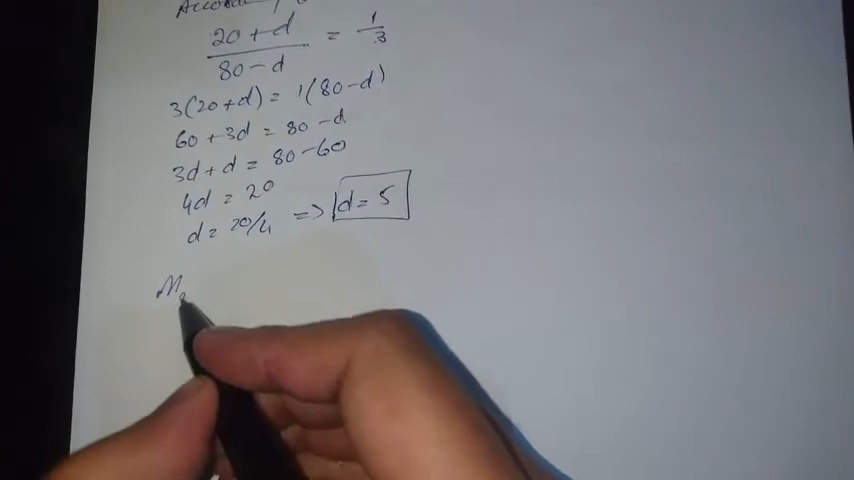 20 + d / 80 - d = 1 / 3
3(20+d) = 1(80-d)
60 + 3d = 80 - d
3d + d = 80 - 60
4d = 20
d = 20/4 => d = 5